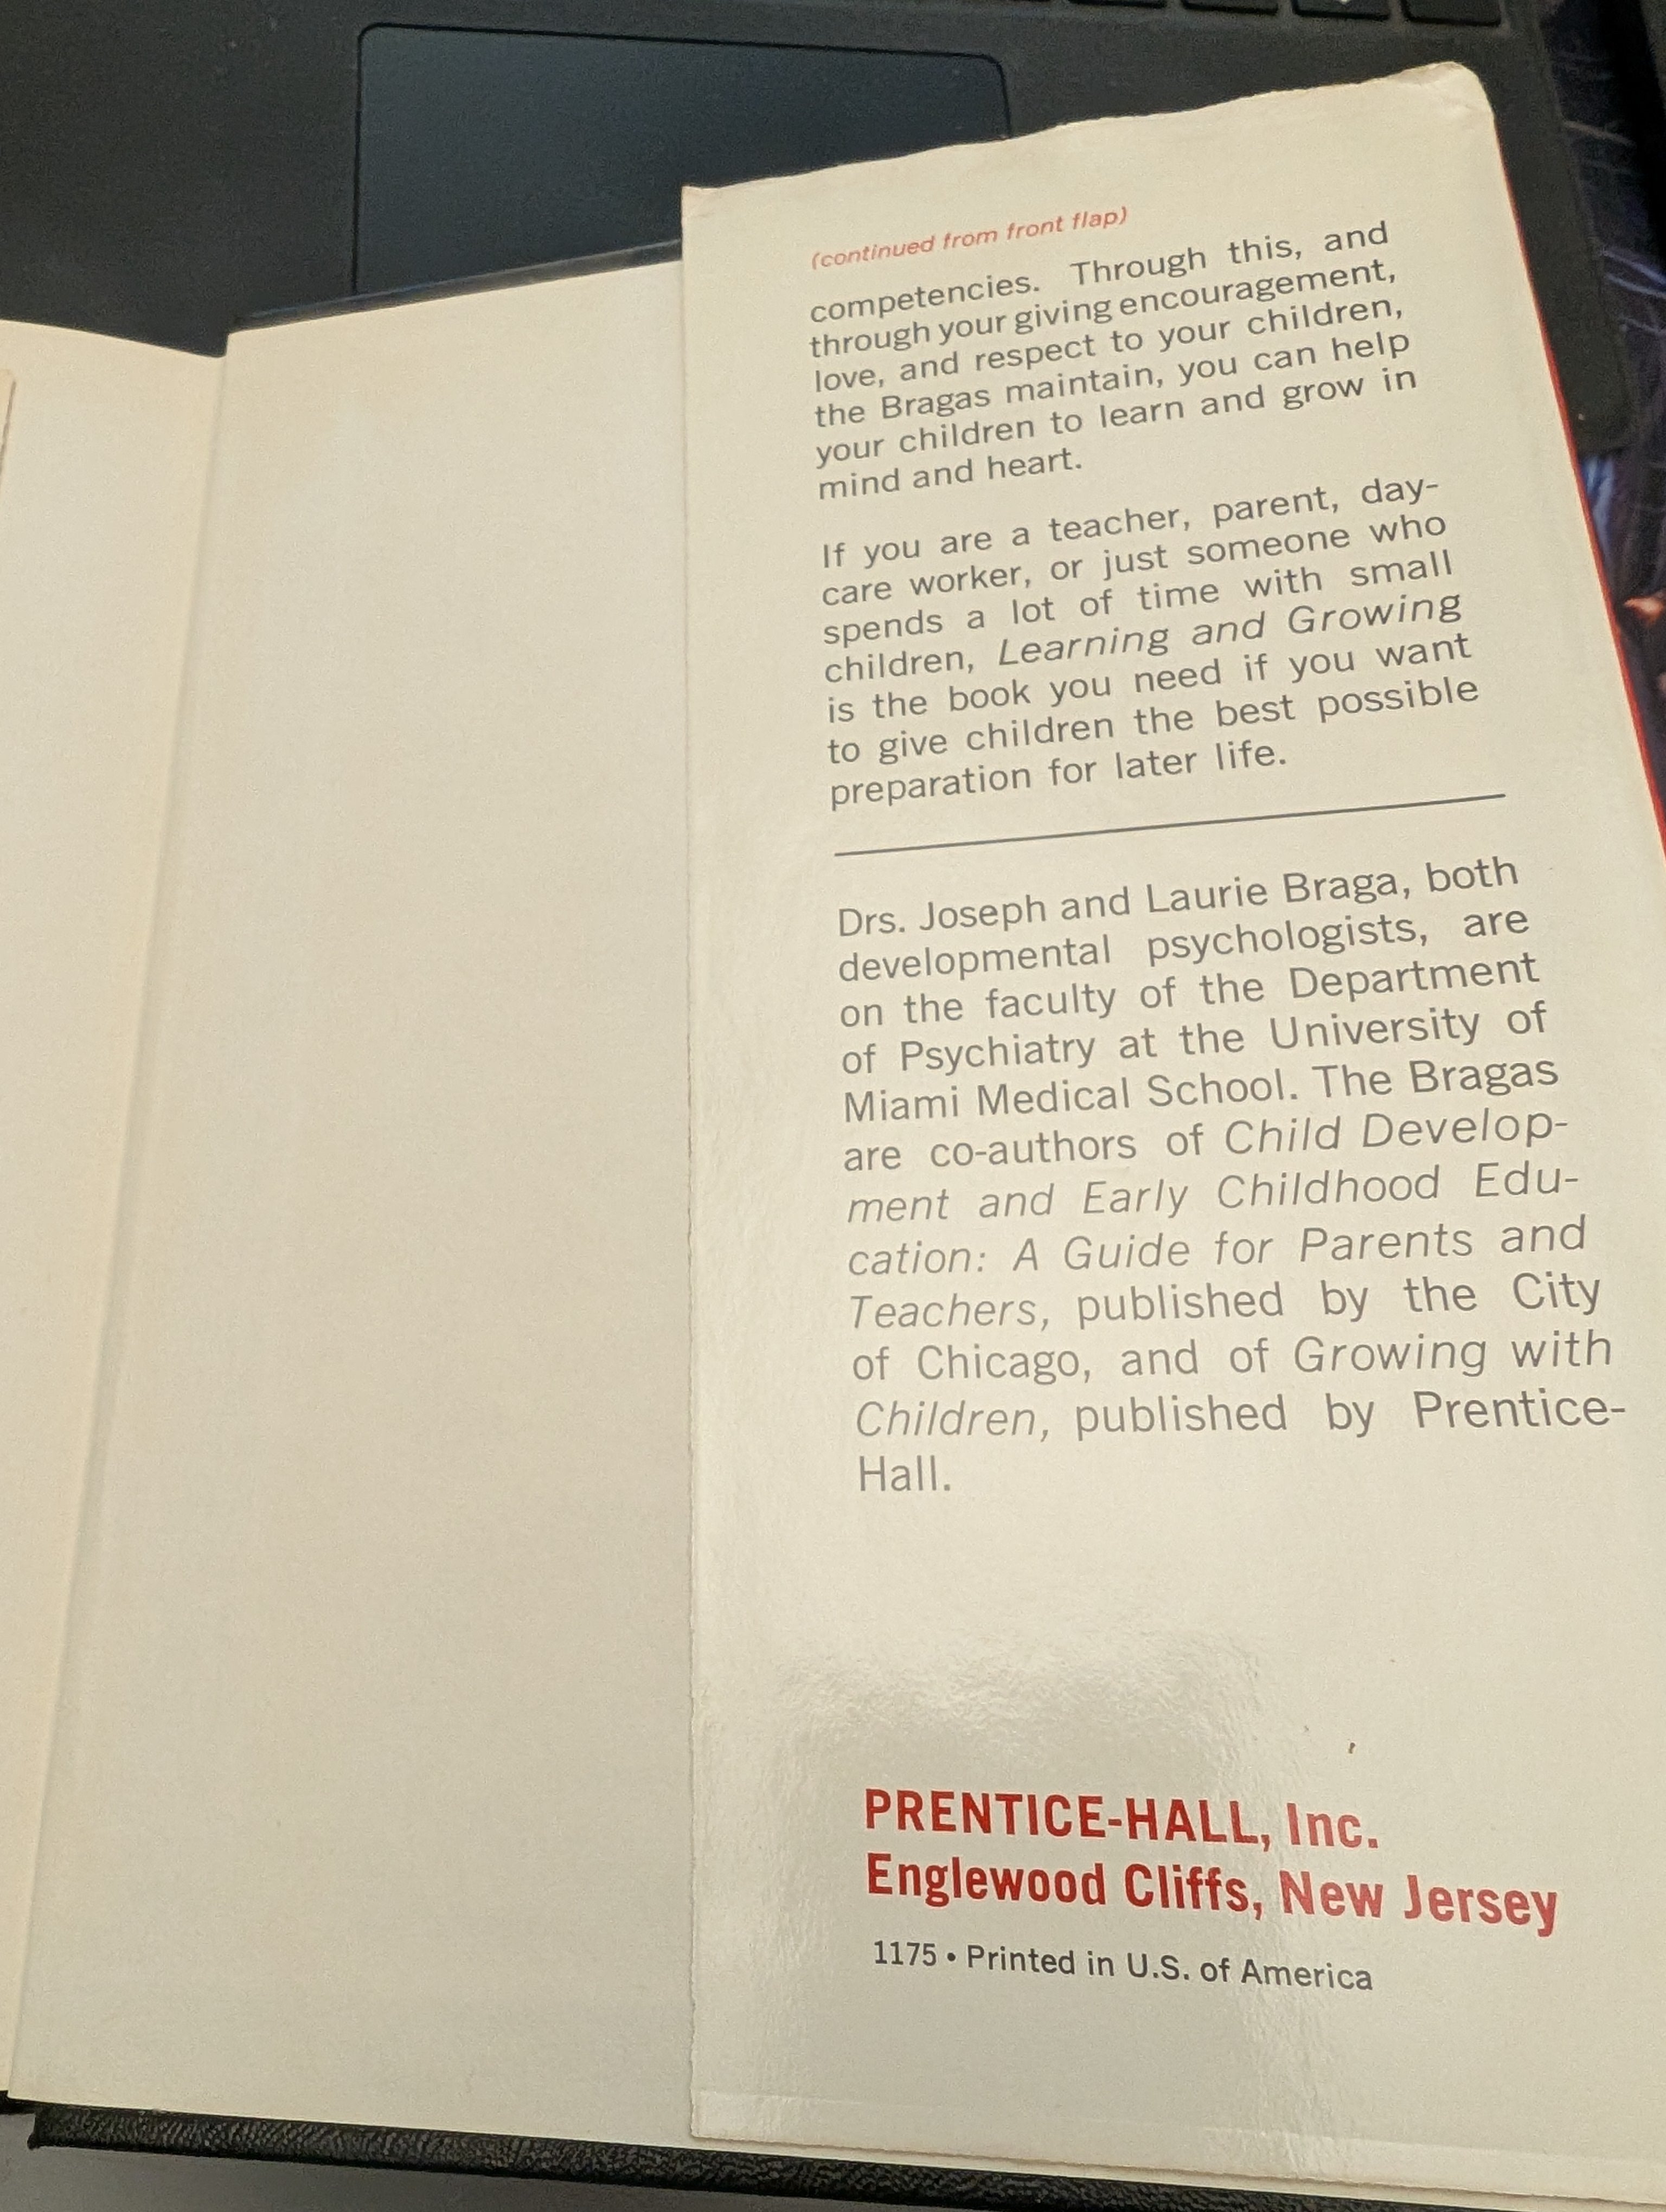 (continued from front flap)
competencies. Through this, and
through your giving encouragement,
love, and respect to your children,
the Bragas maintain, you can help
your children to learn and grow in
mind and heart.
If you are a teacher, parent, day-
care worker, or just someone who
spends a lot of time with small
children, Learning and Growing
is the book you need if you want
to give children the best possible
preparation for later life.
Drs. Joseph and Laurie Braga, both
developmental psychologists, are
on the faculty of the Department
of Psychiatry at the University of
Miami Medical School. The Bragas
are co-authors of Child Develop-
ment and Early Childhood Edu-
cation: A Guide for Parents and
Teachers, published by the City
of Chicago, and of Growing with
Children, published by Prentice-
Hall.
PRENTICE-HALL, Inc.
Englewood Cliffs, New Jersey
1175 • Printed in U.S. of America